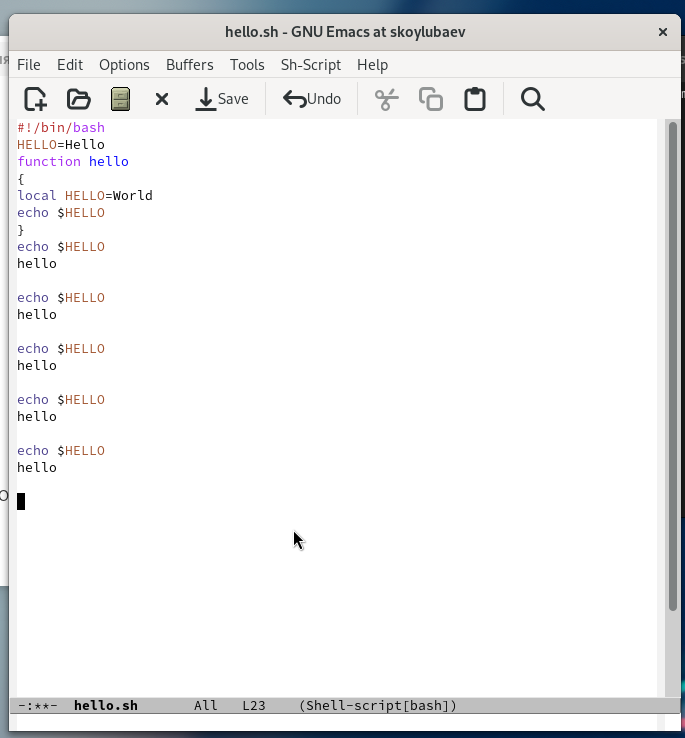 hello.sh - GNU Emacs at skoylubaev
File Edit Options Buffers Tools Sh-Script Help
Save Undo
#!/bin/bash
HELLO=Hello
function hello
{
local HELLO=World
echo $HELLO
}
echo $HELLO
hello
echo $HELLO
hello
echo $HELLO
hello
echo $HELLO
hello
echo $HELLO
hello
-:**- hello.sh All L23 (Shell-script[bash])